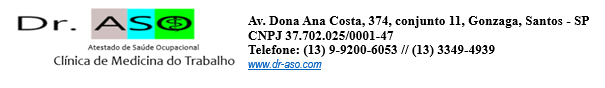 Dr. ASO
Atestado de Saúde Ocupacional
Clínica de Medicina do Trabalho
Av. Dona Ana Costa, 374, conjunto 11, Gonzaga, Santos - SP
CNPJ 37.702.025/0001-47
Telefone: (13) 9-9200-6053 // (13) 3349-4939
www.dr-aso.com